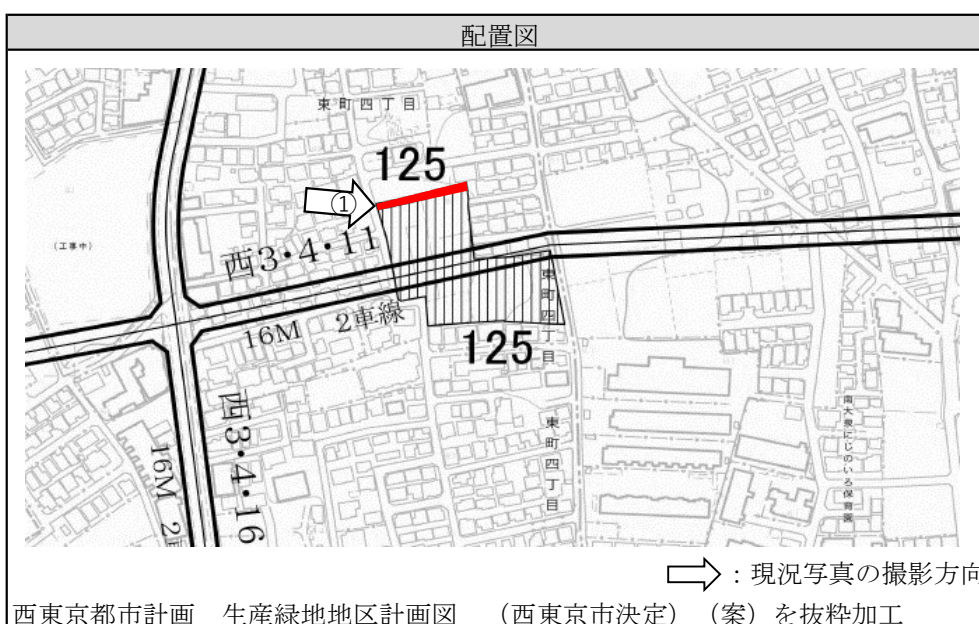 配置図
東町四丁目
125
①
(工事中)
西3・4・11
16M 2車線
東町四丁目
125
西3・4・16
16M 2
東町四丁目
南大泉にじのいろ保育園
：現況写真の撮影方向
西東京都市計画 生産緑地地区計画図 （西東京市決定）（案）を抜粋加工